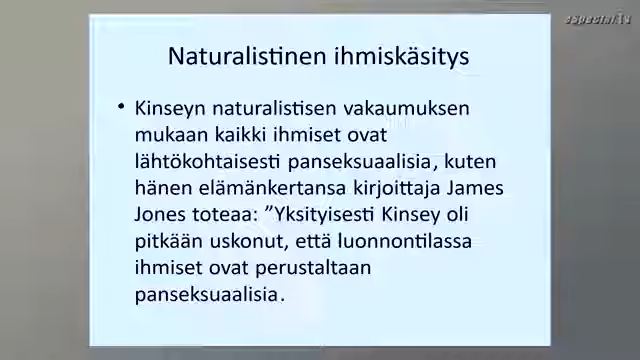 Naturalistinen ihmiskäsitys
• Kinseyn naturalistisen vakaumuksen
mukaan kaikki ihmiset ovat
lähtökohtaisesti panseksuaalisia, kuten
hänen elämänkertansa kirjoittaja James
Jones toteaa: ”Yksityisesti Kinsey oli
pitkään uskonut, että luonnontilassa
ihmiset ovat perustaltaan
panseksuaalisia.